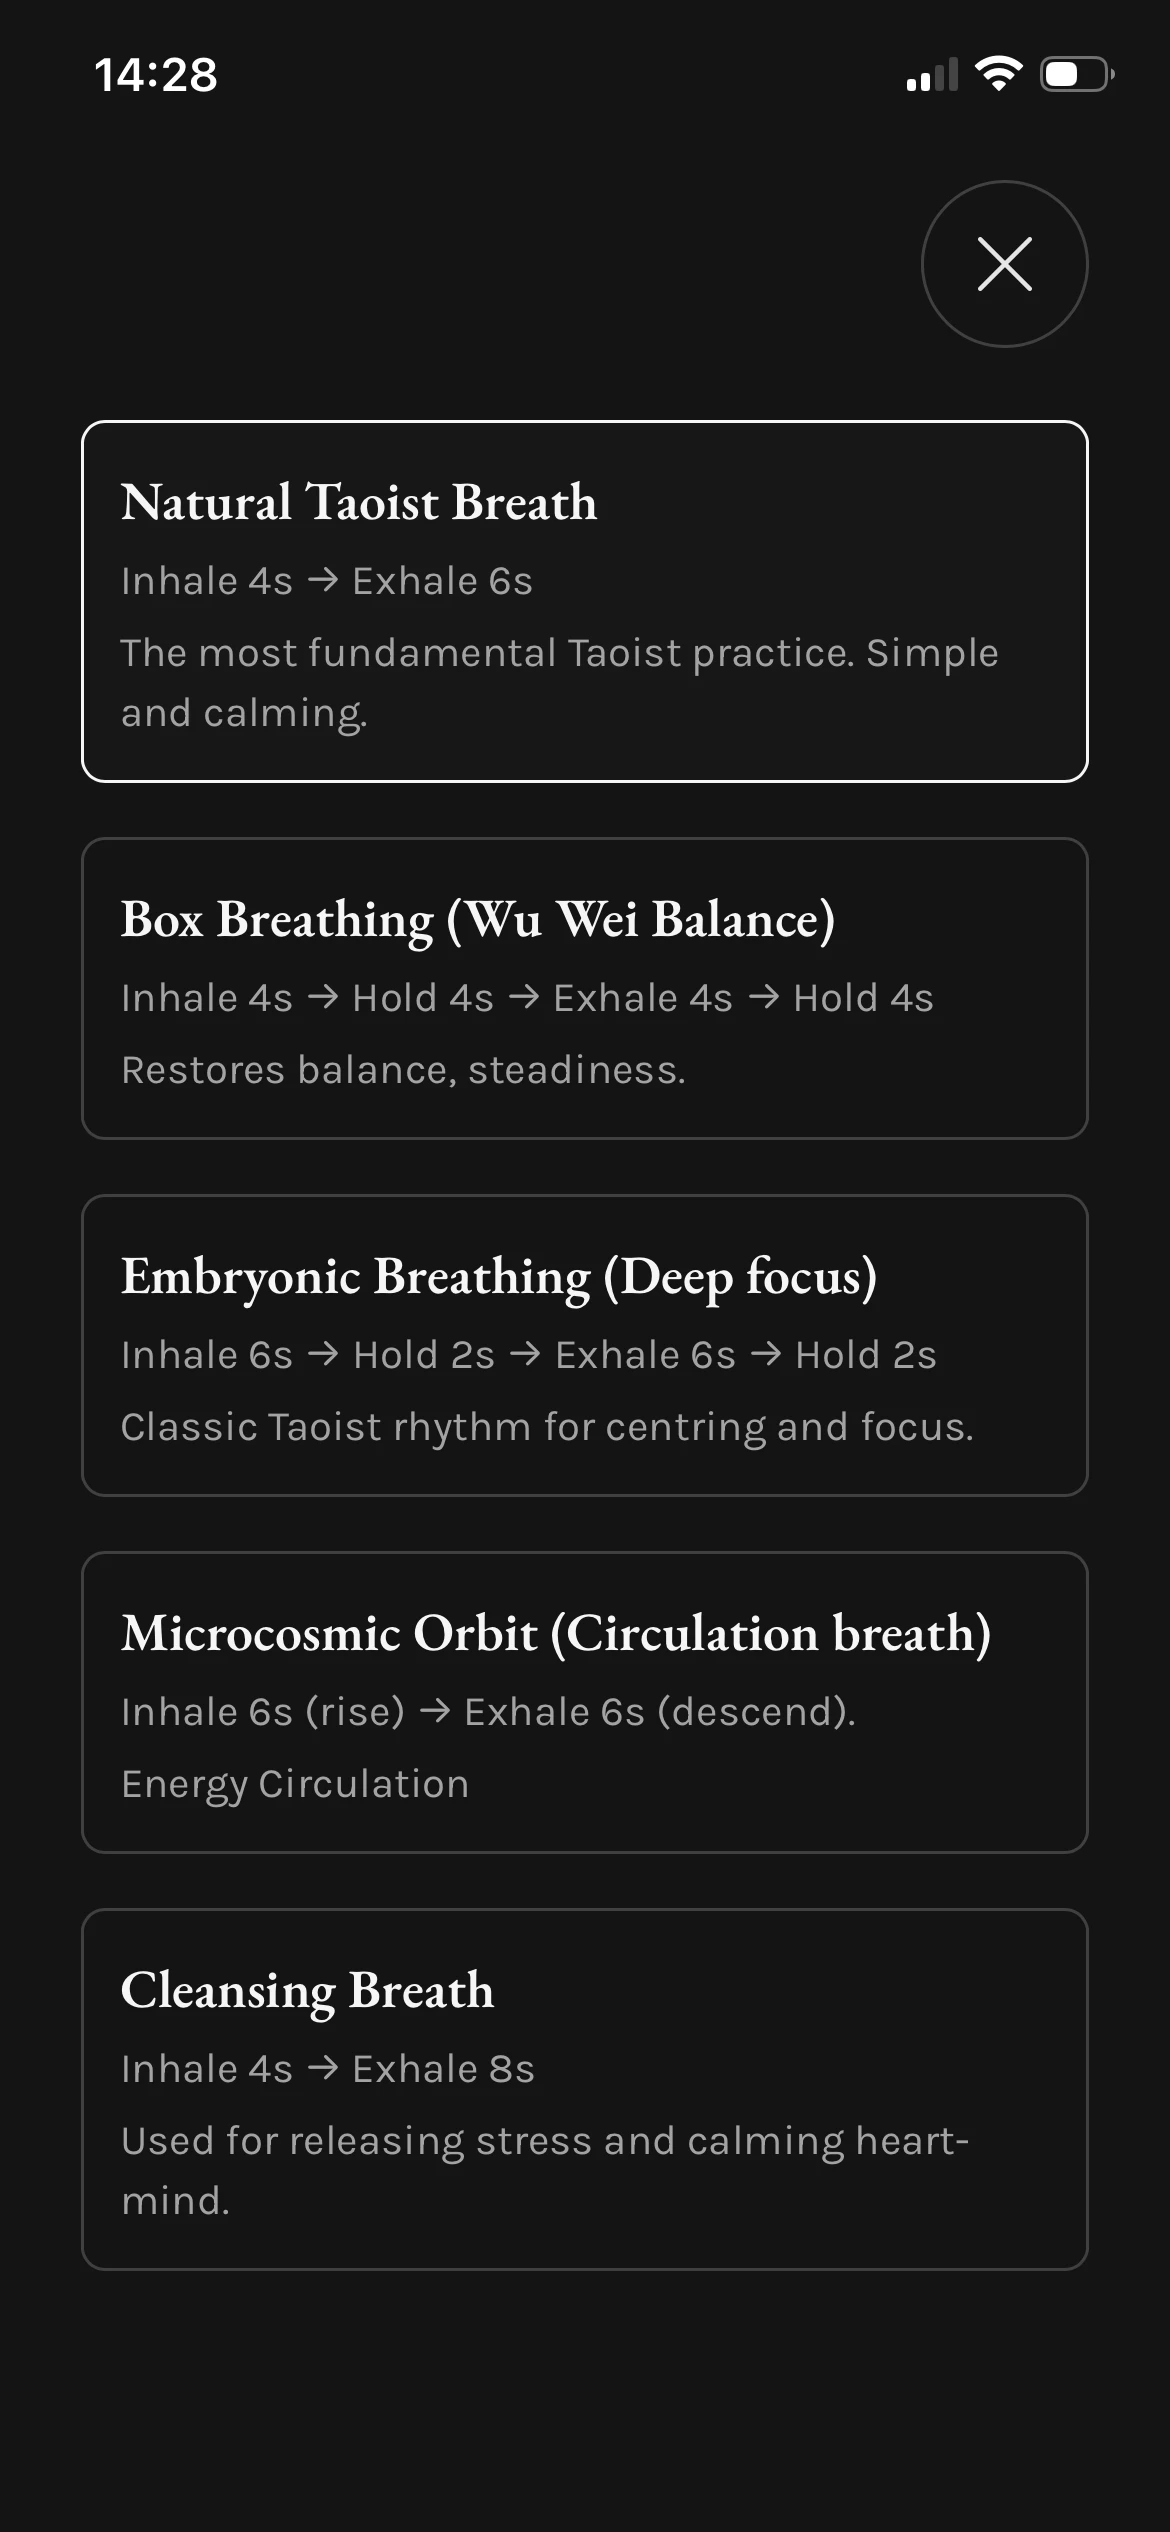 14:28
Natural Taoist Breath
Inhale 4s → Exhale 6s
The most fundamental Taoist practice. Simple
and calming.
Box Breathing (Wu Wei Balance)
Inhale 4s → Hold 4s → Exhale 4s → Hold 4s
Restores balance, steadiness.
Embryonic Breathing (Deep focus)
Inhale 6s → Hold 2s → Exhale 6s → Hold 2s
Classic Taoist rhythm for centring and focus.
Microcosmic Orbit (Circulation breath)
Inhale 6s (rise) → Exhale 6s (descend).
Energy Circulation
Cleansing Breath
Inhale 4s → Exhale 8s
Used for releasing stress and calming heart-
mind.